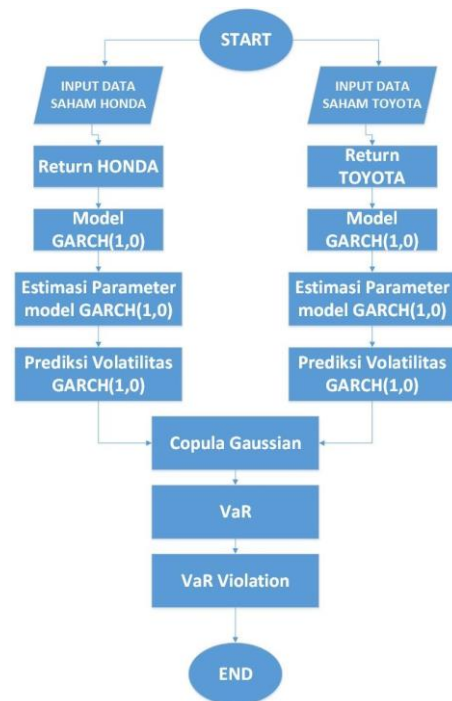 START
INPUT DATA
SAHAM HONDA
Return HONDA
Model
GARCH(1,0)
Estimasi Parameter
model GARCH(1,0)
Prediksi Volatilitas
GARCH(1,0)
INPUT DATA
SAHAM TOYOTA
Return
TOYOTA
Model
GARCH(1,0)
Estimasi Parameter
model GARCH(1,0)
Prediksi Volatilitas
GARCH(1,0)
Copula Gaussian
VaR
VaR Violation
END